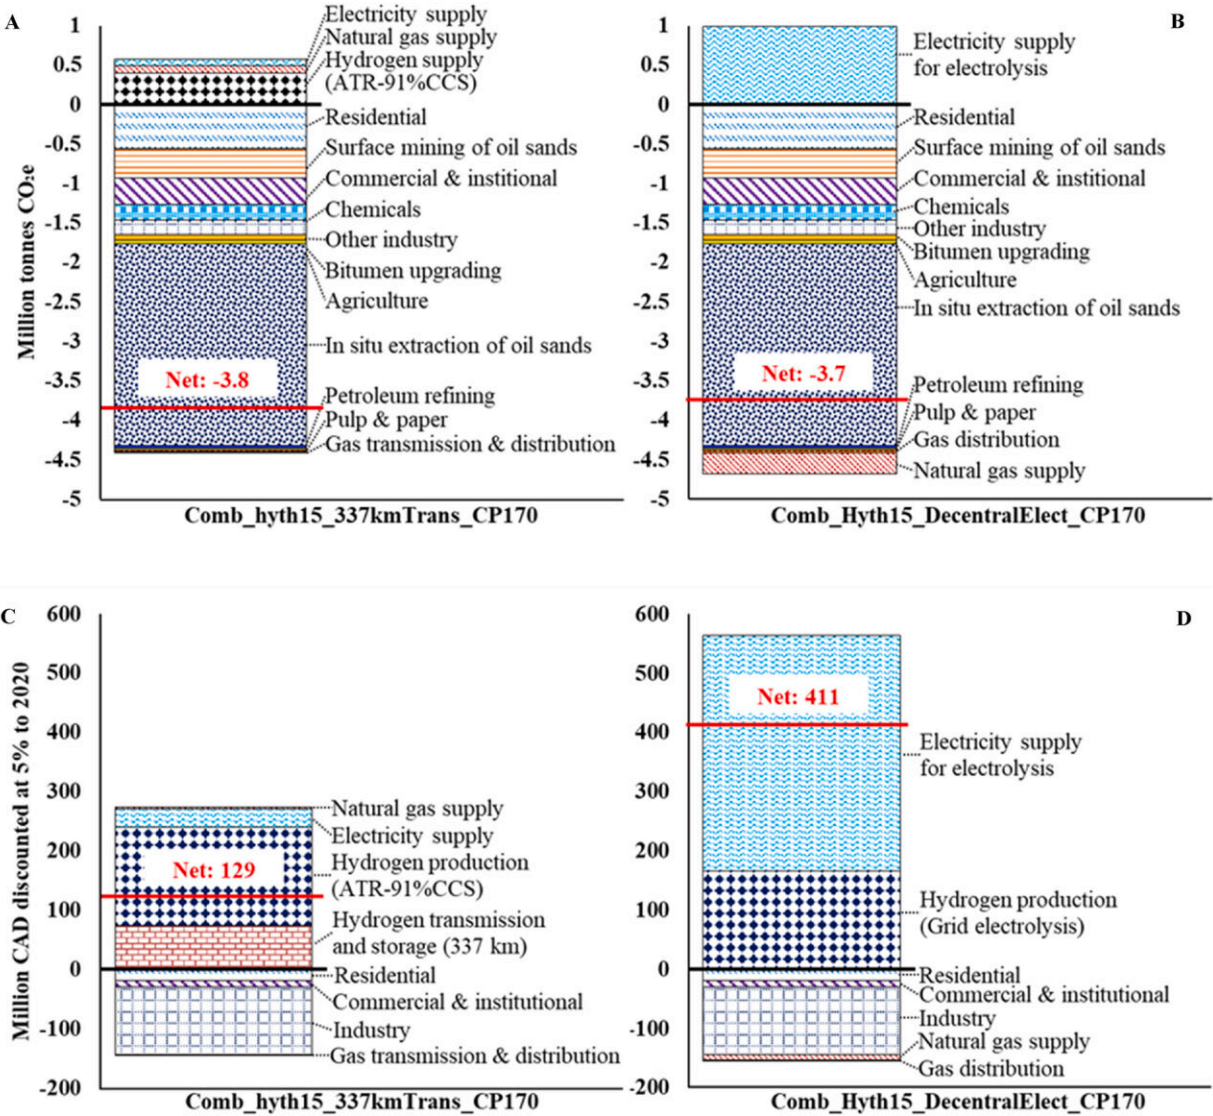 A
1
0.5
0
-0.5
-1
-1.5
-2
-2.5
-3
-3.5
-4
-4.5
-5
Million tonnes CO₂e
Electricity supply
Natural gas supply
Hydrogen supply
(ATR-91%CCS)
Residential
Surface mining of oil sands
Commercial & institional
Chemicals
Other industry
Bitumen upgrading
Agriculture
In situ extraction of oil sands
Net: -3.8
Petroleum refining
Pulp & paper
Gas transmission & distribution
Comb_hyth15_337kmTrans_CP170
B
1
0.5
0
-0.5
-1
-1.5
-2
-2.5
-3
-3.5
-4
-4.5
-5
Electricity supply
for electrolysis
Residential
Surface mining of oil sands
Commercial & institional
Chemicals
Other industry
Bitumen upgrading
Agriculture
In situ extraction of oil sands
Net: -3.7
Petroleum refining
Pulp & paper
Gas distribution
Natural gas supply
Comb_Hyth15_DecentralElect_CP170
C
600
500
400
300
200
100
0
-100
-200
Million CAD discounted at 5% to 2020
Natural gas supply
Electricity supply
Hydrogen production
(ATR-91%CCS)
Net: 129
Hydrogen transmission
and storage (337 km)
Residential
Commercial & institutional
Industry
Gas transmission & distribution
Comb_hyth15_337kmTrans_CP170
D
600
500
400
300
200
100
0
-100
-200
Net: 411
Electricity supply
for electrolysis
Hydrogen production
(Grid electrolysis)
Residential
Commercial & institutional
Industry
Natural gas supply
Gas distribution
Comb_Hyth15_DecentralElect_CP170